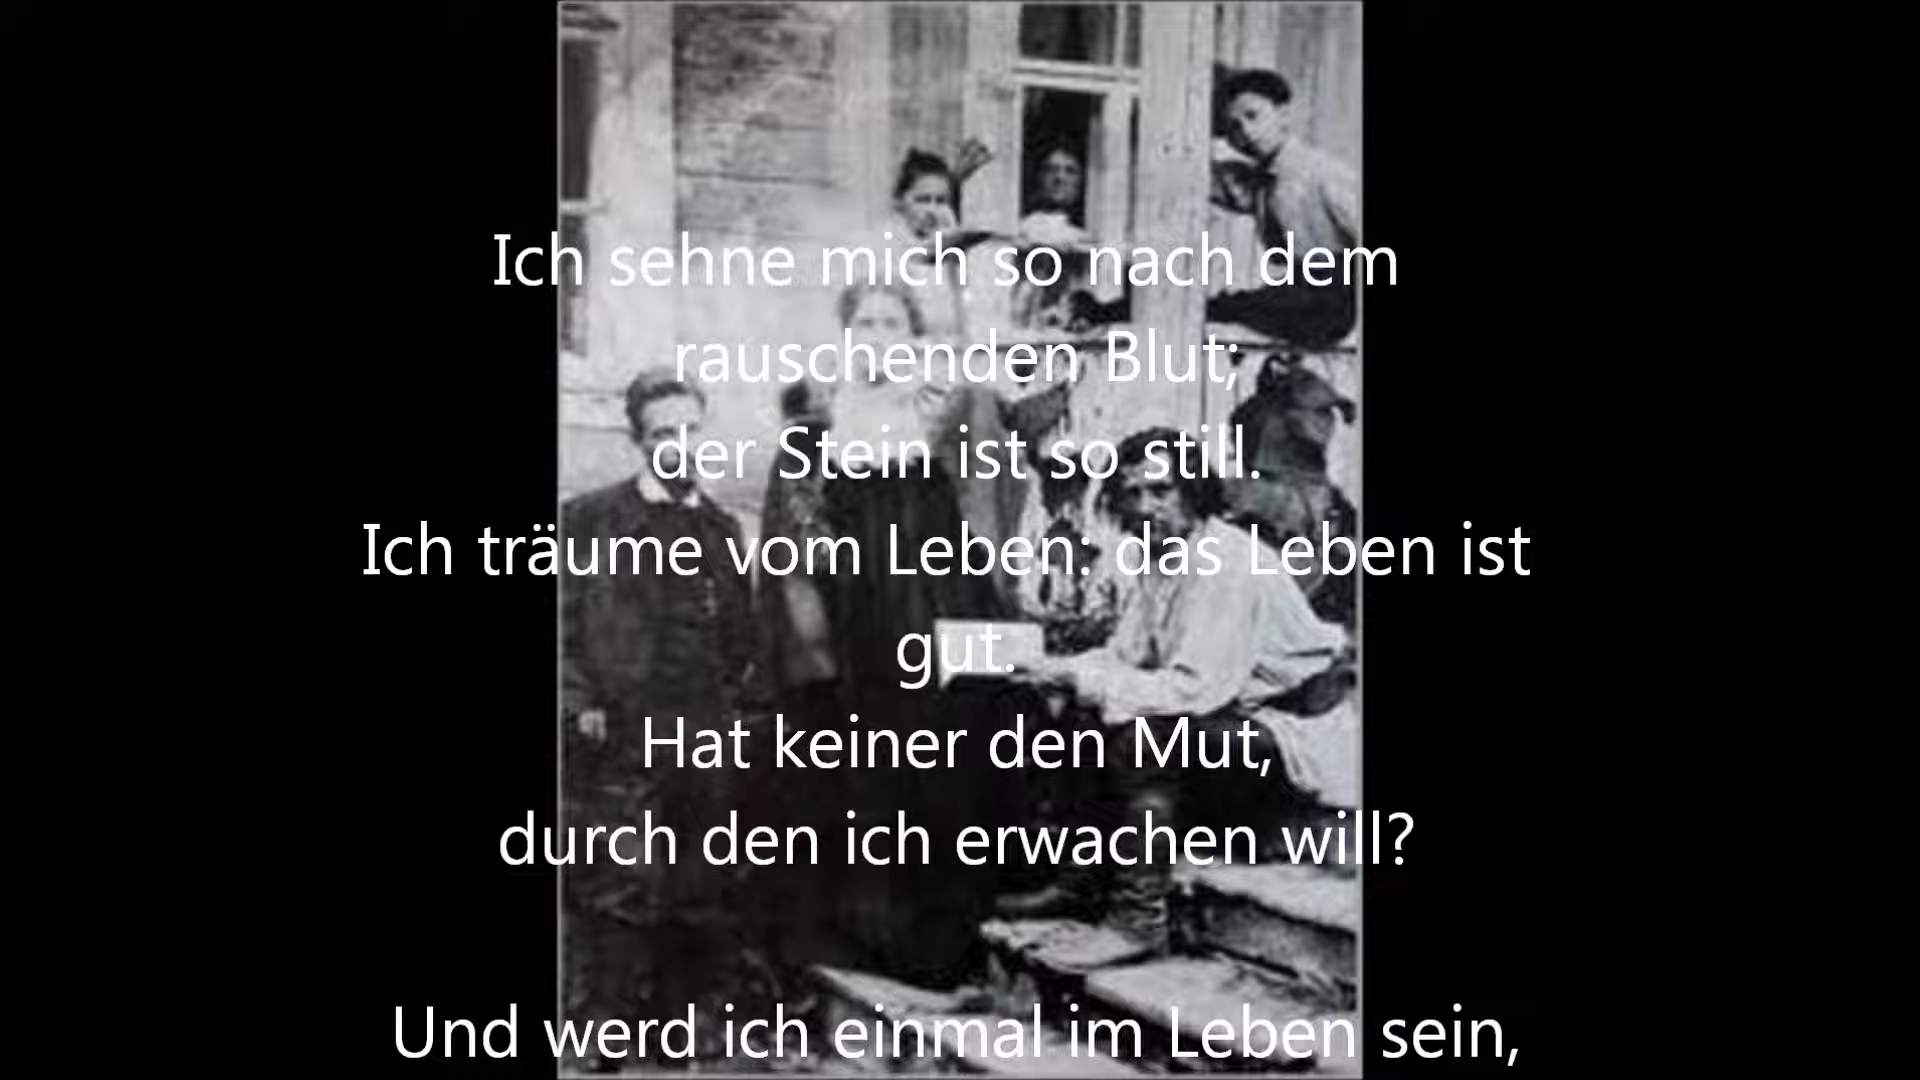 Ich sehne mich so nach dem
rauschenden Blut;
der Stein ist so still.
Ich träume vom Leben: das Leben ist
gut.
Hat keiner den Mut,
durch den ich erwachen will?
Und werd ich einmal im Leben sein,